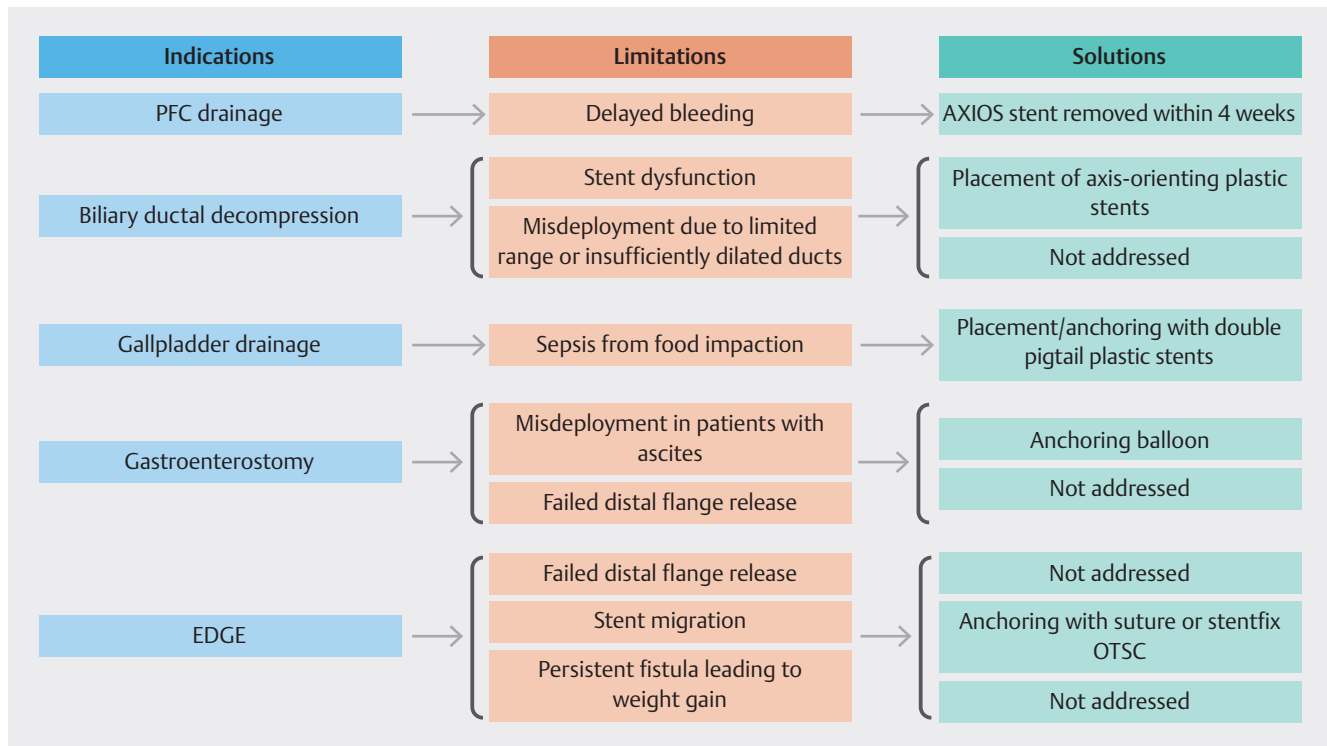 Indications
Limitations
Solutions
PFC drainage
Delayed bleeding
AXIOS stent removed within 4 weeks
Biliary ductal decompression
Stent dysfunction
Misdeployment due to limited
range or insufficiently dilated ducts
Placement of axis-orienting plastic
stents
Not addressed
Gallpladder drainage
Sepsis from food impaction
Placement/anchoring with double
pigtail plastic stents
Gastroenterostomy
Misdeployment in patients with
ascites
Failed distal flange release
Anchoring balloon
Not addressed
EDGE
Failed distal flange release
Stent migration
Persistent fistula leading to
weight gain
Not addressed
Anchoring with suture or stentfix
OTSC
Not addressed